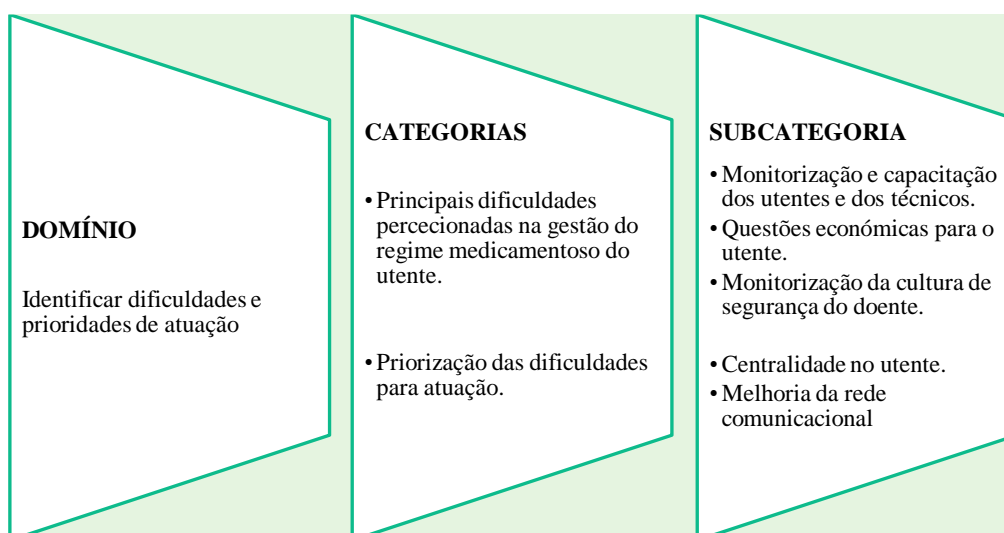 DOMÍNIO
Identificar dificuldades e
prioridades de atuação
CATEGORIAS
• Principais dificuldades
percecionadas na gestão do
regime medicamentoso do
utente.
• Priorização das dificuldades
para atuação.
SUBCATEGORIA
• Monitorização e capacitação
dos utentes e dos técnicos.
• Questões económicas para o
utente.
• Monitorização da cultura de
segurança do doente.
• Centralidade no utente.
• Melhoria da rede
comunicacional